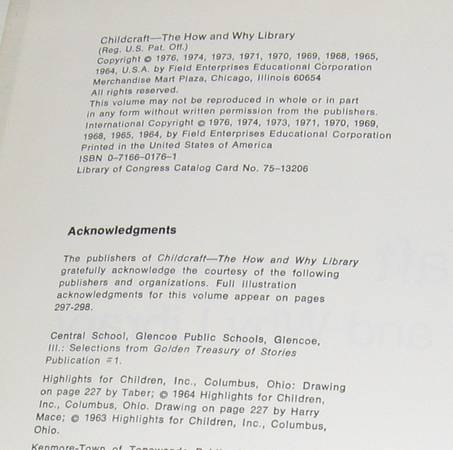 Childcraft—The How and Why Library
(Reg. U.S. Pat. Off.)
Copyright © 1976, 1974, 1973, 1971, 1970, 1969, 1968, 1965,
1964, U.S.A. by Field Enterprises Educational Corporation
Merchandise Mart Plaza, Chicago, Illinois 60654
All rights reserved.
This volume may not be reproduced in whole or in part
in any form without written permission from the publishers.
International Copyright © 1976, 1974, 1973, 1971, 1970, 1969,
1968, 1965, 1964, by Field Enterprises Educational Corporation
Printed in the United States of America
ISBN 0–7166–0176–1
Library of Congress Catalog Card No. 75–13206
Acknowledgments
The publishers of Childcraft—The How and Why Library
gratefully acknowledge the courtesy of the following
publishers and organizations. Full illustration
acknowledgments for this volume appear on pages
297-298.
Central School, Glencoe Public Schools, Glencoe,
Ill.: Selections from Golden Treasury of Stories
Publication #1.
Highlights for Children, Inc., Columbus, Ohio: Drawing
on page 227 by Taber; © 1964 Highlights for Children,
Inc., Columbus, Ohio. Drawing on page 227 by Harry
Mace; © 1963 Highlights for Children, Inc., Columbus,
Ohio.
Kenmore-Town of Tonawanda